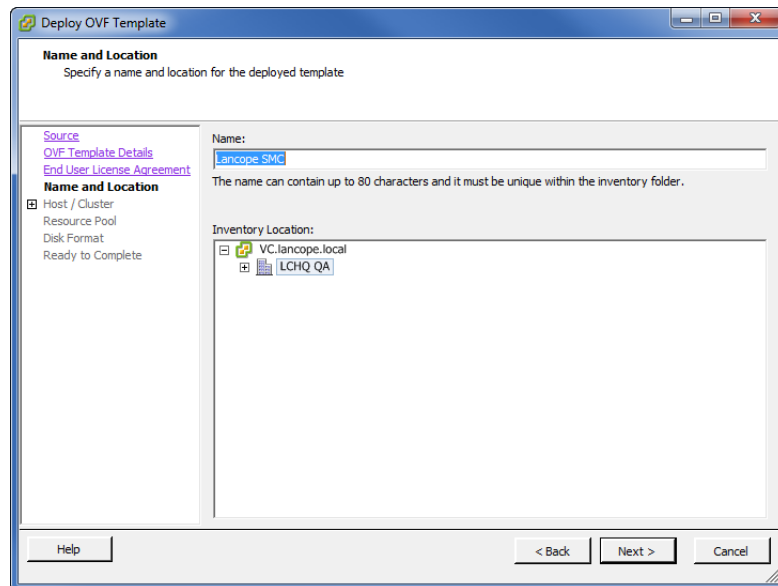 Deploy OVF Template
Name and Location
Specify a name and location for the deployed template
Source
OVF Template Details
End User License Agreement
Name and Location
Host / Cluster
Resource Pool
Disk Format
Ready to Complete
Name:
Lancope SMC
The name can contain up to 80 characters and it must be unique within the inventory folder.
Inventory Location:
VC.lancope.local
LCHQ QA
Help
< Back
Next >
Cancel